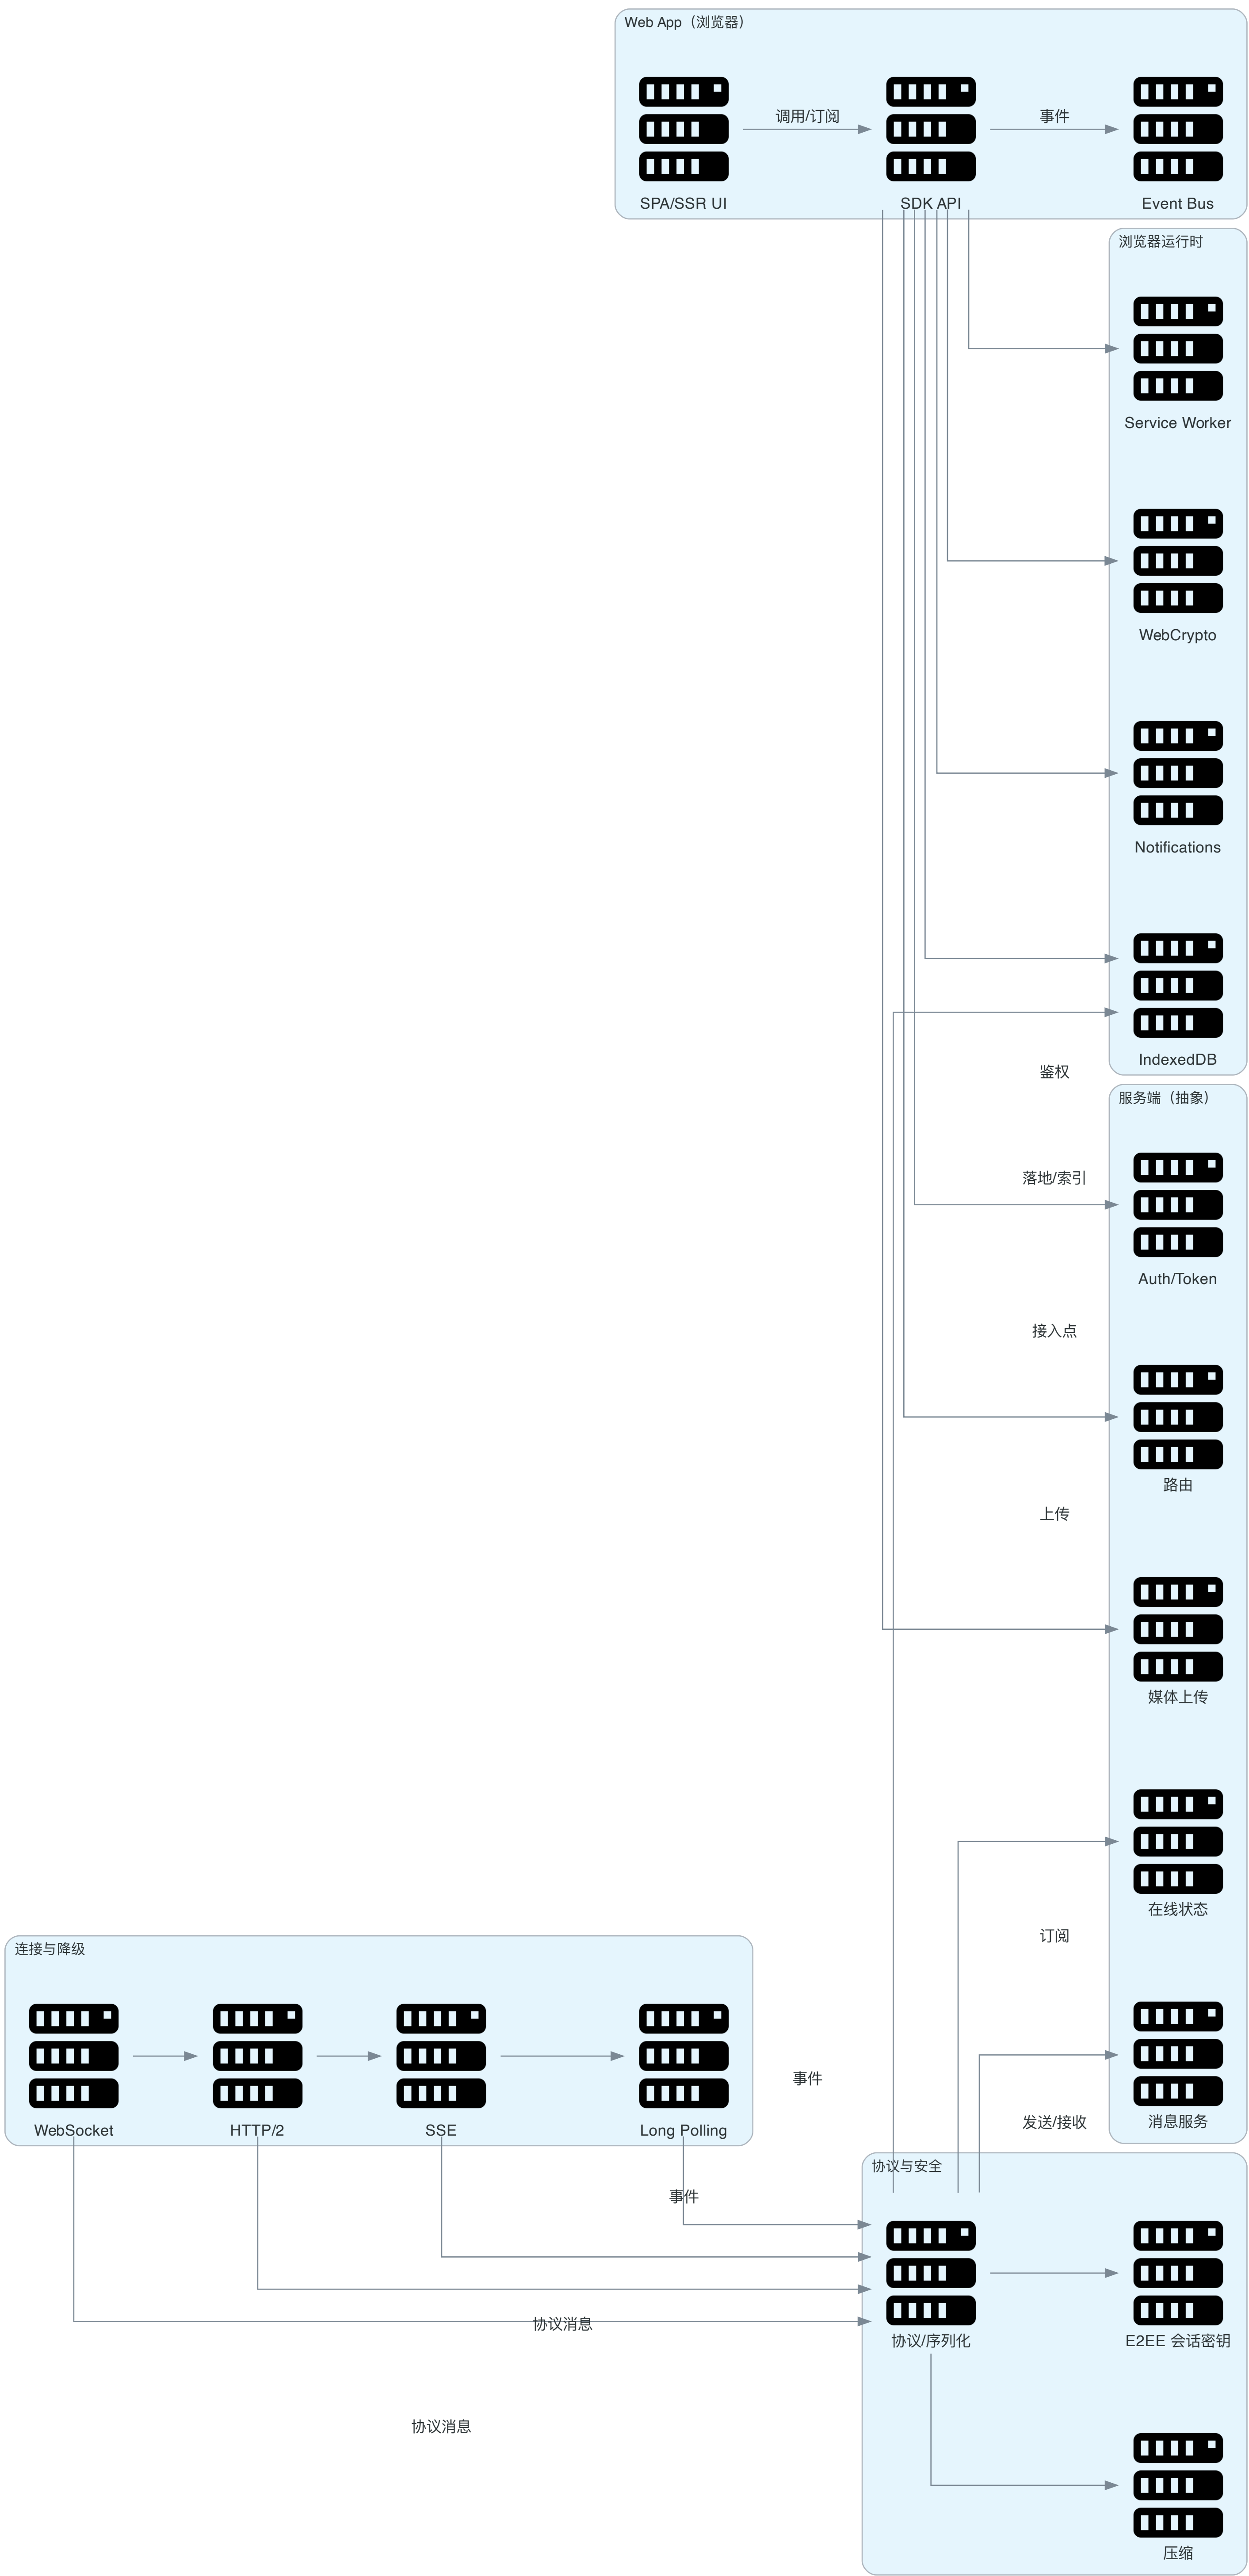 Web App（浏览器）
调用/订阅
事件
SPA/SSR UI
SDK API
Event Bus
浏览器运行时
Service Worker
WebCrypto
Notifications
IndexedDB
鉴权
服务端（抽象）
落地/索引
Auth/Token
接入点
路由
上传
媒体上传
在线状态
订阅
连接与降级
事件
WebSocket
HTTP/2
SSE
Long Polling
发送/接收
消息服务
协议与安全
事件
协议消息
协议/序列化
E2EE 会话密钥
协议消息
压缩